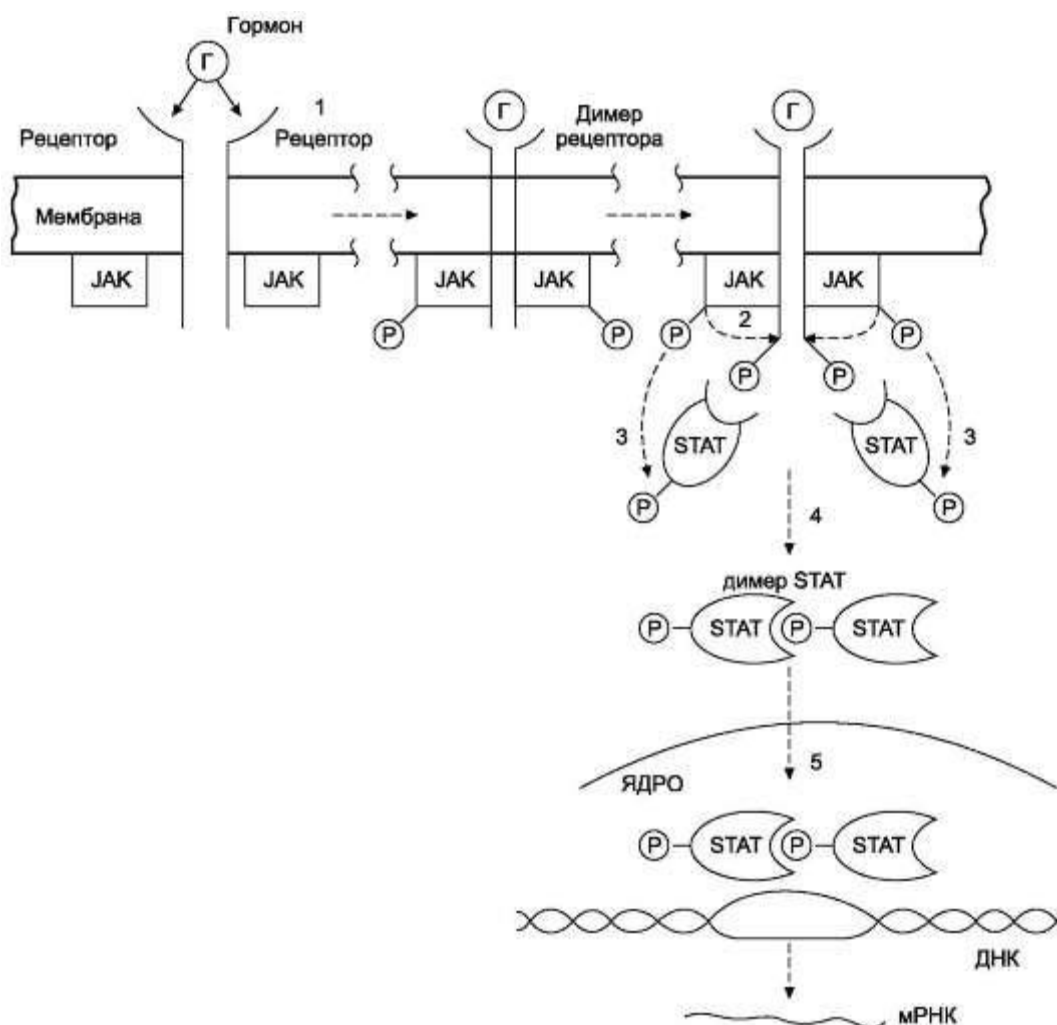 Гормон
Г
1
Рецептор
Рецептор
Г
Димер
рецептора
Г
Мембрана
JAK
JAK
JAK
JAK
JAK
JAK
P
P
P
2
P
P
P
3
STAT
STAT
3
P
P
4
димер STAT
P
STAT
P
STAT
5
ЯДРО
P
STAT
P
STAT
ДНК
мРНК